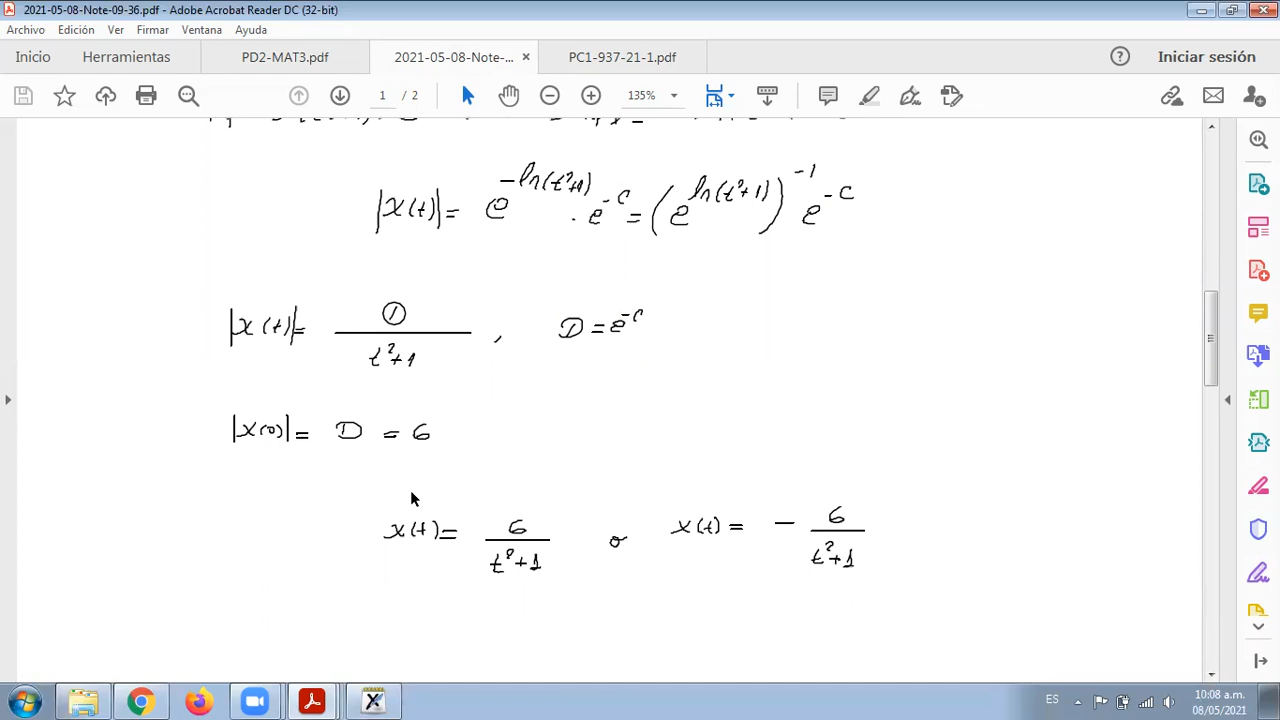 2021-05-08-Note-09-36.pdf - Adobe Acrobat Reader DC (32-bit)
Archivo Edición Ver Firmar Ventana Ayuda
Inicio Herramientas PD2-MAT3.pdf 2021-05-08-Note-... × PC1-937-21-1.pdf Iniciar sesión
1 / 2 135%
|x(t)| = e^{-ln(t²+1)} · e^{-C} = (e^{ln(t²+1)})^{-1} e^{-C}
|x(t)| = D / (t²+1) , D = e^{-C}
|x(0)| = D = 6
x(t) = 6 / (t²+1) o x(t) = - 6 / (t²+1)
ES 10:08 a.m.
08/05/2021